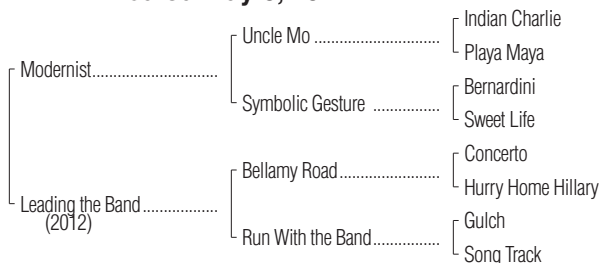 Indian Charlie
Uncle Mo
Playa Maya
Modernist
Bernardini
Symbolic Gesture
Sweet Life
Concerto
Bellamy Road
Hurry Home Hillary
Leading the Band
(2012)
Gulch
Run With the Band
Song Track